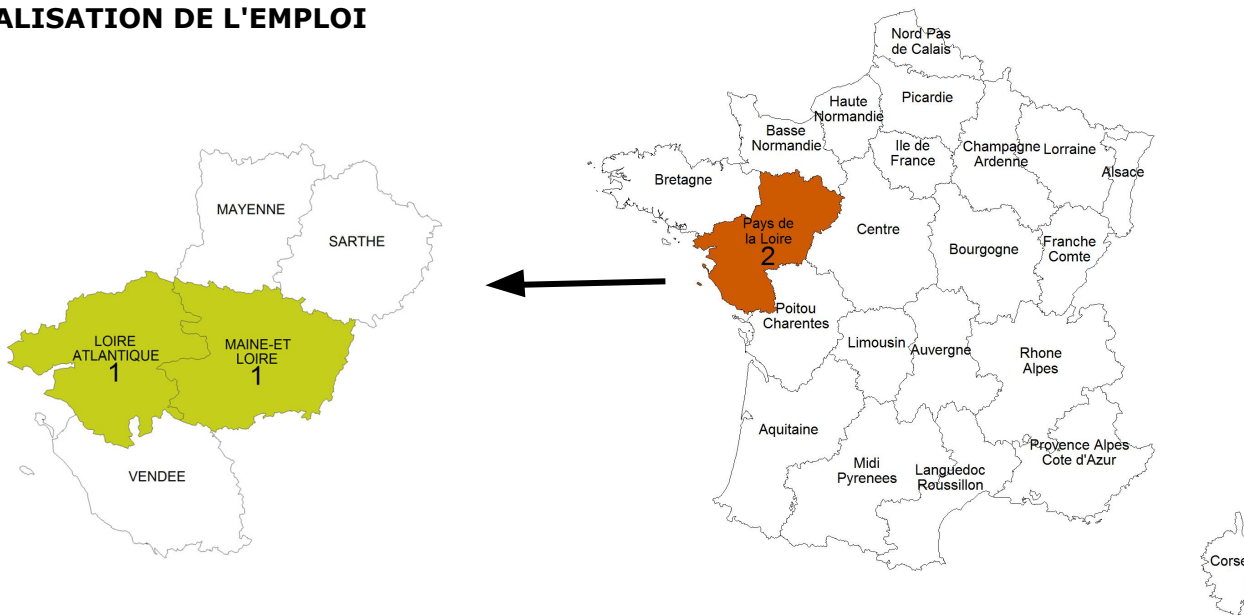 ALISATION DE L'EMPLOI
MAYENNE
SARTHE
LOIRE
ATLANTIQUE
1
MAINE-ET
LOIRE
1
VENDEE
Nord Pas
de Calais
Picardie
Haute
Normandie
Basse
Normandie
Ile de
France
Champagne
Ardenne
Lorraine
Alsace
Bretagne
Pays de
la Loire
2
Centre
Bourgogne
Franche
Comte
Poitou
Charentes
Limousin
Auvergne
Rhone
Alpes
Aquitaine
Midi
Pyrenees
Languedoc
Roussillon
Provence Alpes
Cote d'Azur
Corse